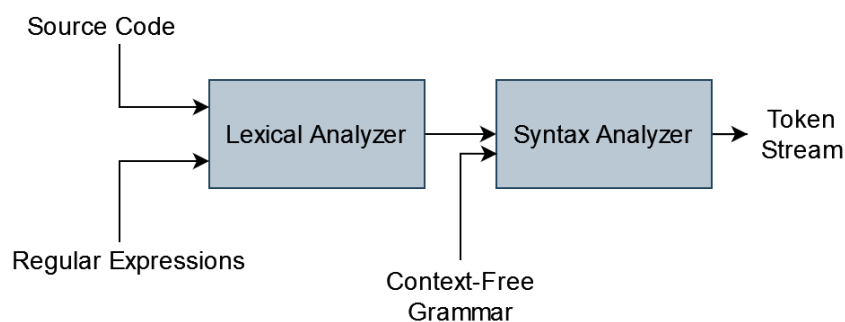 Source Code
Lexical Analyzer
Syntax Analyzer
Token
Stream
Regular Expressions
Context-Free
Grammar